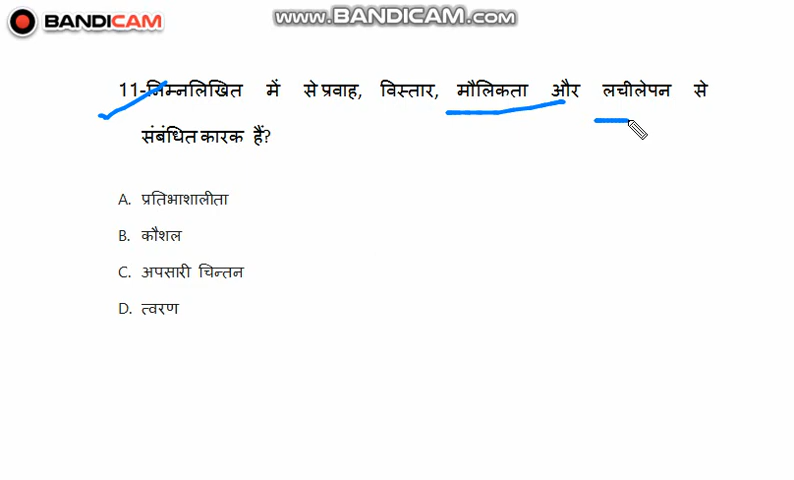 BANDICAM
www.BANDICAM.com
11-निम्नलिखित में से प्रवाह, विस्तार, मौलिकता और लचीलेपन से
संबंधित कारक हैं?
A. प्रतिभाशालीता
B. कौशल
C. अपसारी चिन्तन
D. त्वरण